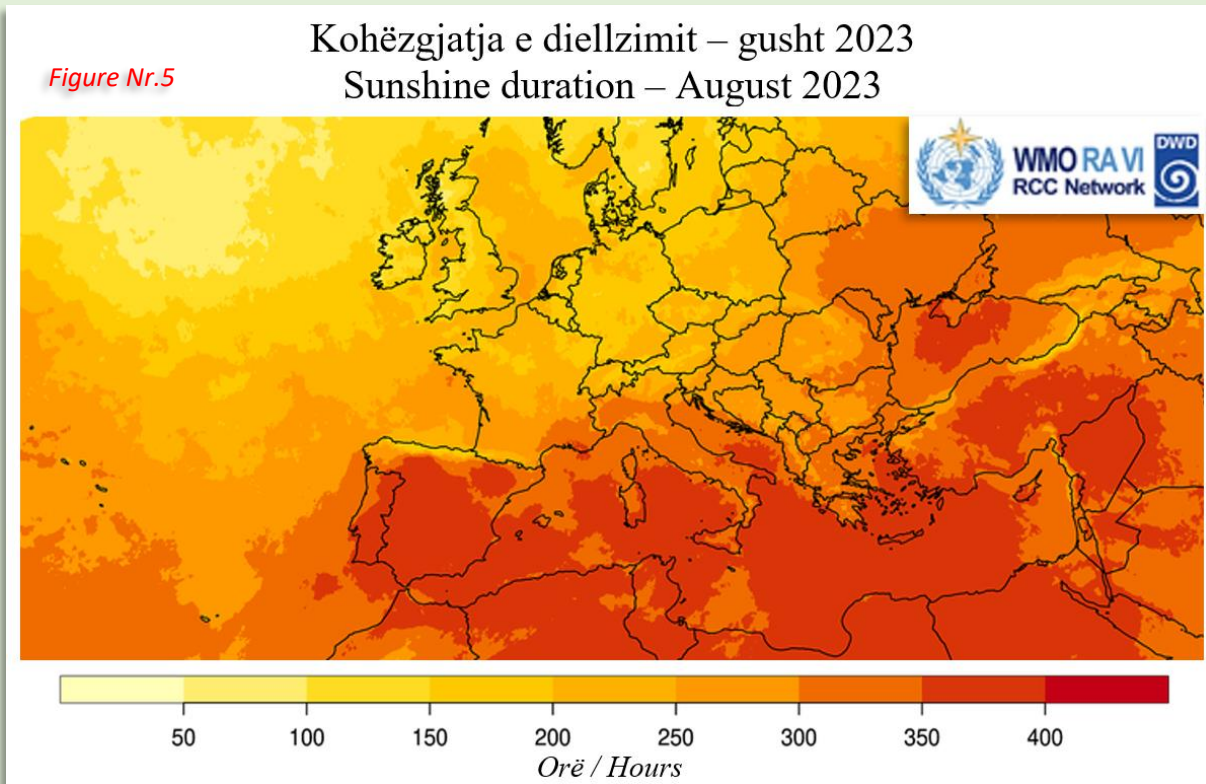 Kohëzgjatja e diellzimit – gusht 2023
Figure Nr.5
Sunshine duration – August 2023
WMO RA VI
RCC Network
DWD
50 100 150 200 250 300 350 400
Orë / Hours